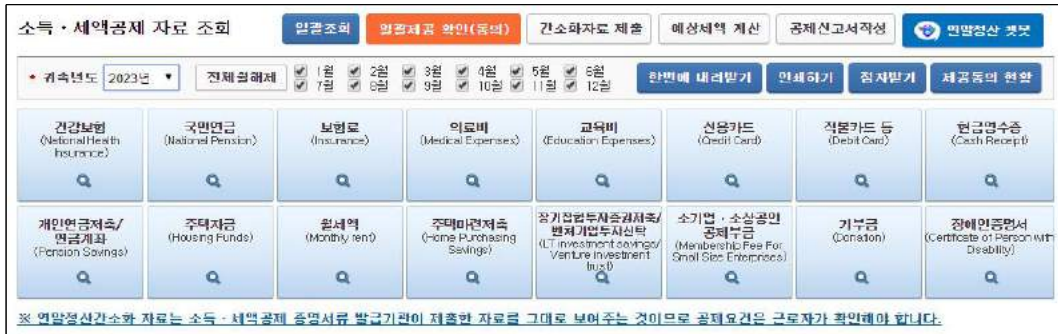 소득·세액공제 자료 조회
일괄조회
일괄제공 확인(동의)
간소화자료 제출
예상세액 계산
공제신고서작성
연말정산 챗봇
• 귀속년도 2023년 ▼
전체월해제
✔ 1월 ✔ 2월 ✔ 3월 ✔ 4월 ✔ 5월 ✔ 6월
✔ 7월 ✔ 8월 ✔ 9월 ✔ 10월 ✔ 11월 ✔ 12월
한번에 내려받기
인쇄하기
점자받기
제공동의 현황
건강보험
(National Health
Insurance)
국민연금
(National Pension)
보험료
(Insurance)
의료비
(Medical Expenses)
교육비
(Education Expenses)
신용카드
(Credit Card)
직불카드 등
(Debit Card)
현금영수증
(Cash Receipt)
개인연금저축/
연금계좌
(Pension Savings)
주택자금
(Housing Funds)
월세액
(Monthly rent)
주택마련저축
(Home Purchasing
Savings)
장기집합투자증권저축/
벤처기업투자신탁
(LT investment savings/
Venture investment
trust)
소기업·소상공인
공제부금
(Membership Fee For
Small Size Enterprises)
기부금
(Donation)
장애인증명서
(Certificate of Person with
Disability)
※ 연말정산간소화 자료는 소득·세액공제 증명서류 발급기관이 제출한 자료를 그대로 보여주는 것이므로 공제요건은 근로자가 확인해야 합니다.